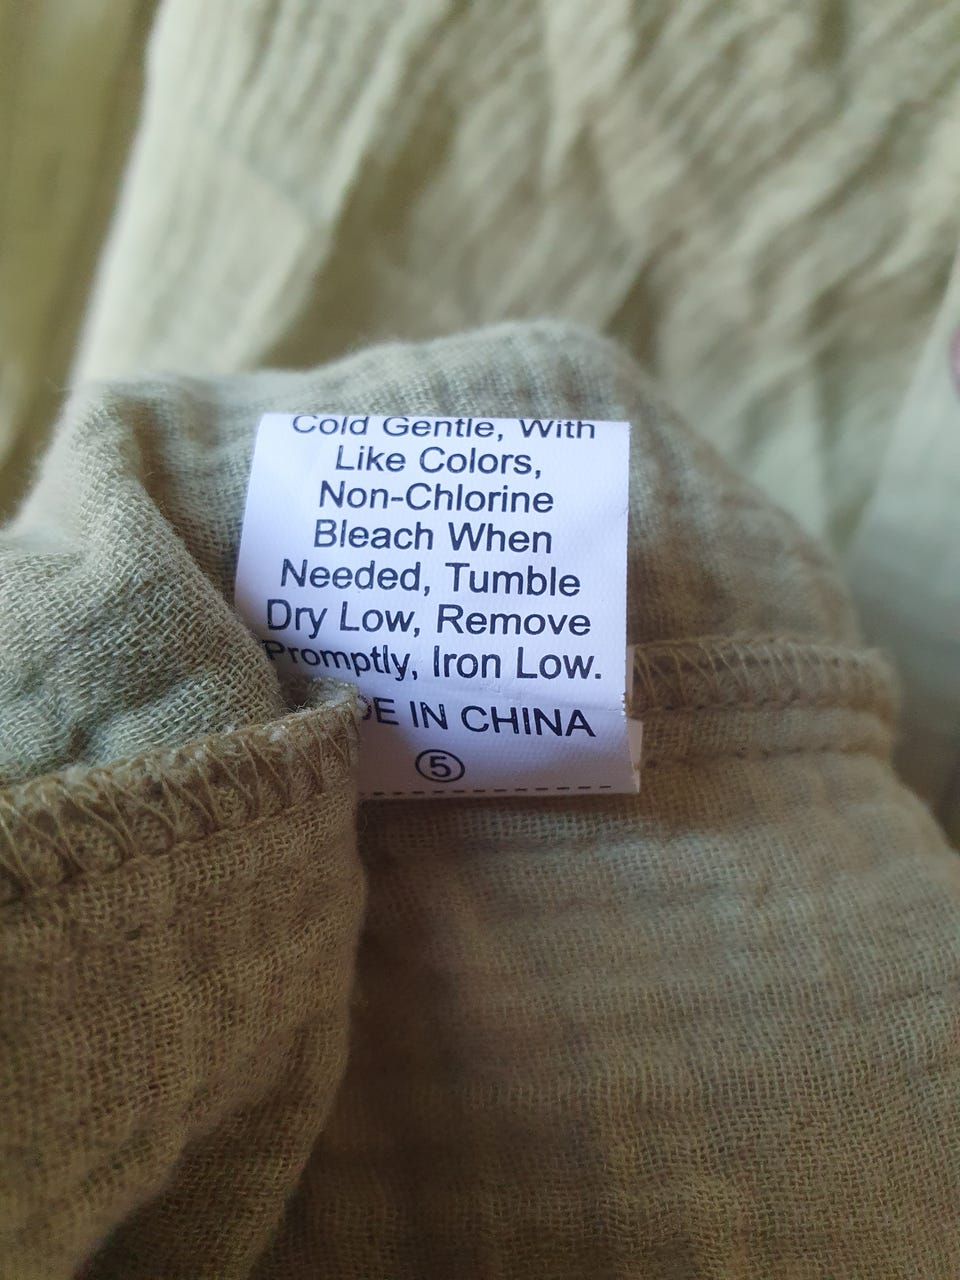 Cold Gentle, With
Like Colors,
Non-Chlorine
Bleach When
Needed, Tumble
Dry Low, Remove
Promptly, Iron Low.
DE IN CHINA
5